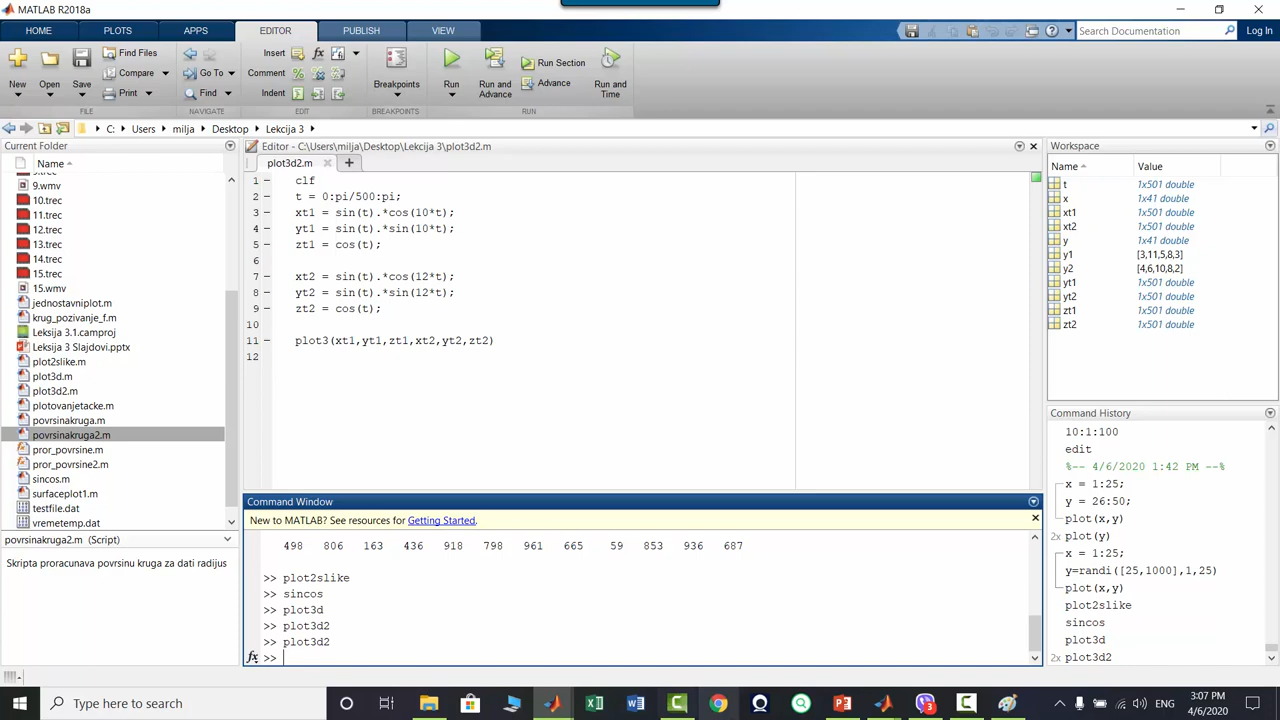 MATLAB R2018a
HOME PLOTS APPS EDITOR PUBLISH VIEW
Search Documentation Log In
New Open Save Find Files Compare Print
FILE
Go To Find
NAVIGATE
Insert Comment Indent
EDIT
Breakpoints
BREAKPOINTS
Run Run and Advance Run Section Advance Run and Time
RUN
C: Users milja Desktop Lekcija 3
Current Folder
Name
9.wmv
10.trec
11.trec
12.trec
13.trec
14.trec
15.trec
15.wmv
jednostavniplot.m
krug_pozivanje_f.m
Leksija 3.1.camproj
Leksija 3 Slajdovi.pptx
plot2slike.m
plot3d.m
plot3d2.m
plotovanjetacke.m
povrsinakruga.m
povrsinakruga2.m
pror_povrsine.m
pror_povrsine2.m
sincos.m
surfaceplot1.m
testfile.dat
vremetemp.dat
povrsinakruga2.m (Script)
Skripta proracunava povrsinu kruga za dati radijus
Editor - C:\Users\milja\Desktop\Lekcija 3\plot3d2.m
plot3d2.m
1 clf
2 t = 0:pi/500:pi;
3 xt1 = sin(t).*cos(10*t);
4 yt1 = sin(t).*sin(10*t);
5 zt1 = cos(t);
6
7 xt2 = sin(t).*cos(12*t);
8 yt2 = sin(t).*sin(12*t);
9 zt2 = cos(t);
10
11 plot3(xt1,yt1,zt1,xt2,yt2,zt2)
12
Command Window
New to MATLAB? See resources for Getting Started.
498 806 163 436 918 798 961 665 59 853 936 687
>> plot2slike
>> sincos
>> plot3d
>> plot3d2
>> plot3d2
fx >>
Workspace
Name Value
t 1x501 double
x 1x41 double
xt1 1x501 double
xt2 1x501 double
y 1x41 double
y1 [3,11,5,8,3]
y2 [4,6,10,8,2]
yt1 1x501 double
yt2 1x501 double
zt1 1x501 double
zt2 1x501 double
Command History
10:1:100
edit
%-- 4/6/2020 1:42 PM --%
x = 1:25;
y = 26:50;
plot(x,y)
2x plot(y)
x = 1:25;
y=randi([25,1000],1,25)
plot(x,y)
plot2slike
sincos
plot3d
2x plot3d2
Type here to search
ENG
3:07 PM
4/6/2020